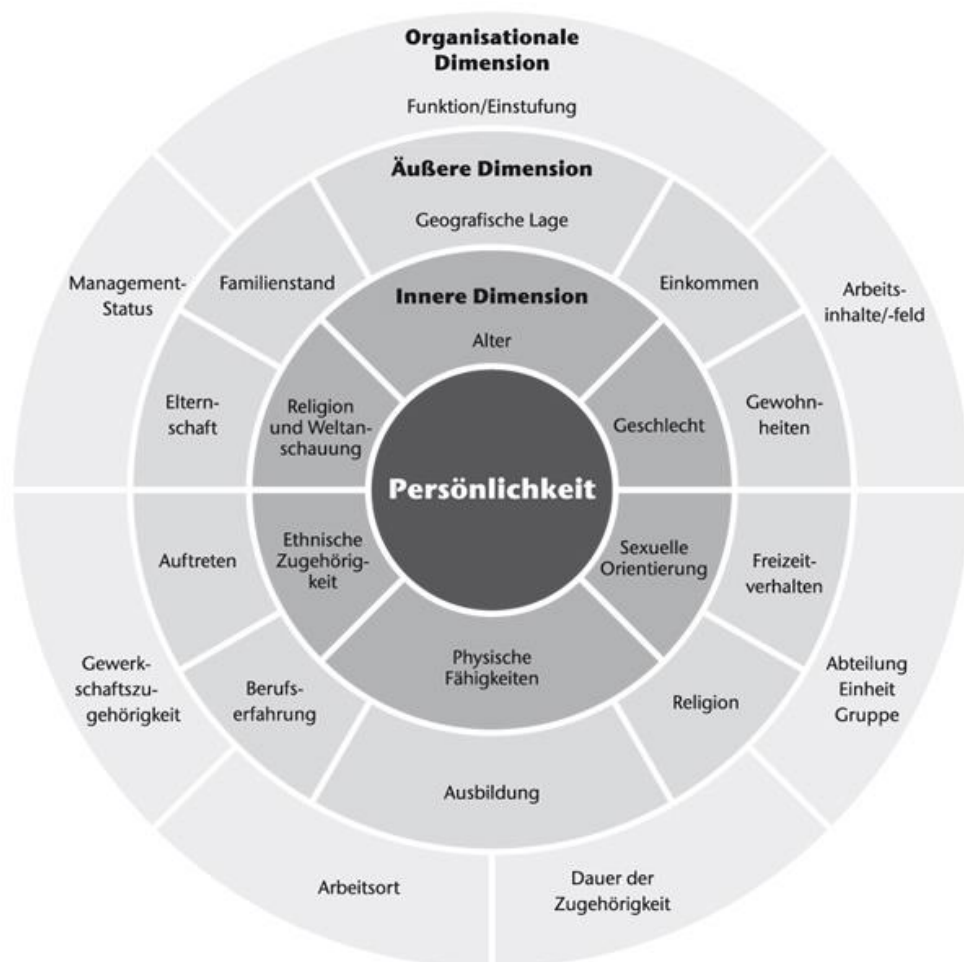 Organisationale
Dimension
Funktion/Einstufung
Äußere Dimension
Geografische Lage
Management-
Status
Familienstand
Innere Dimension
Alter
Einkommen
Arbeits-
inhalte/-feld
Eltern-
schaft
Religion
und Weltan-
schauung
Geschlecht
Gewohn-
heiten
Persönlichkeit
Auftreten
Ethnische
Zugehörig-
keit
Sexuelle
Orientierung
Freizeit-
verhalten
Gewerk-
schaftszu-
gehörigkeit
Berufs-
erfahrung
Physische
Fähigkeiten
Religion
Abteilung
Einheit
Gruppe
Ausbildung
Arbeitsort
Dauer der
Zugehörigkeit